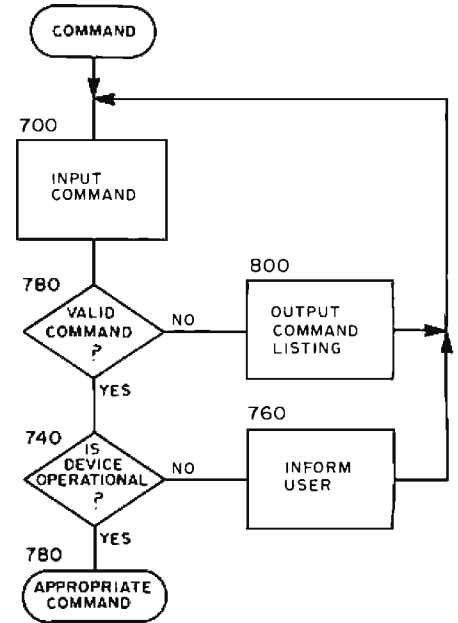 COMMAND
700
INPUT
COMMAND
780
VALID
COMMAND
?
NO
800
OUTPUT
COMMAND
LISTING
YES
740
IS
DEVICE
OPERATIONAL
?
NO
760
INFORM
USER
YES
780
APPROPRIATE
COMMAND